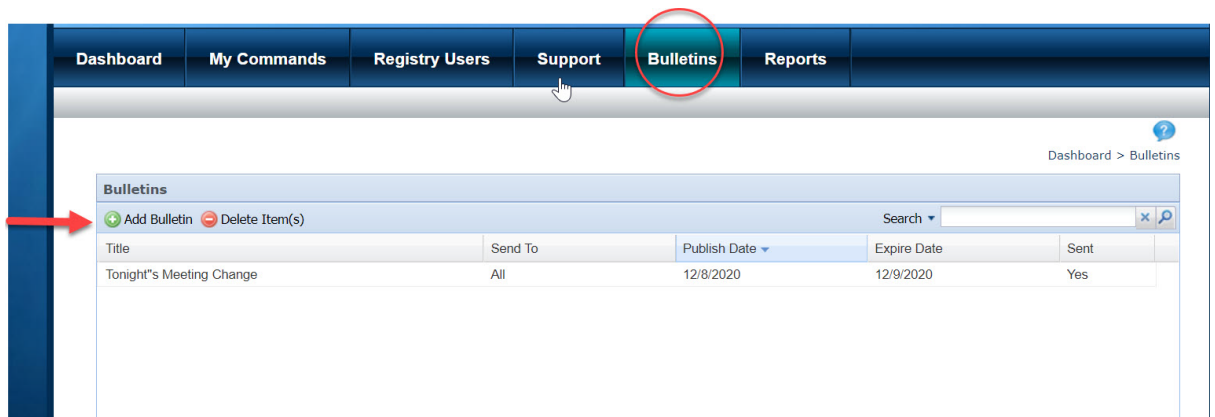 Dashboard My Commands Registry Users Support Bulletins Reports
?
Dashboard > Bulletins
Bulletins
Add Bulletin Delete Item(s) Search
Title Send To Publish Date Expire Date Sent
Tonight"s Meeting Change All 12/8/2020 12/9/2020 Yes